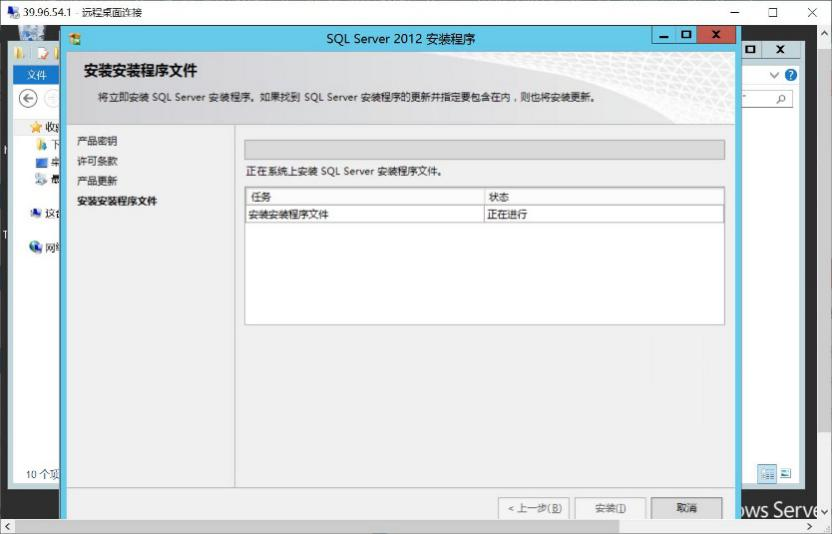 39.96.54.1 - 远程桌面连接
SQL Server 2012 安装程序
文件
安装安装程序文件
将立即安装 SQL Server 安装程序。如果找到 SQL Server 安装程序的更新并指定要包含在内，则也将安装更新。
收藏
下
桌
最
这台
网络
产品密钥
许可条款
产品更新
安装安装程序文件
正在系统上安装 SQL Server 安装程序文件。
任务 状态
安装安装程序文件 正在进行
10 个项
< 上一步(B) 安装(I) 取消
ows Serve